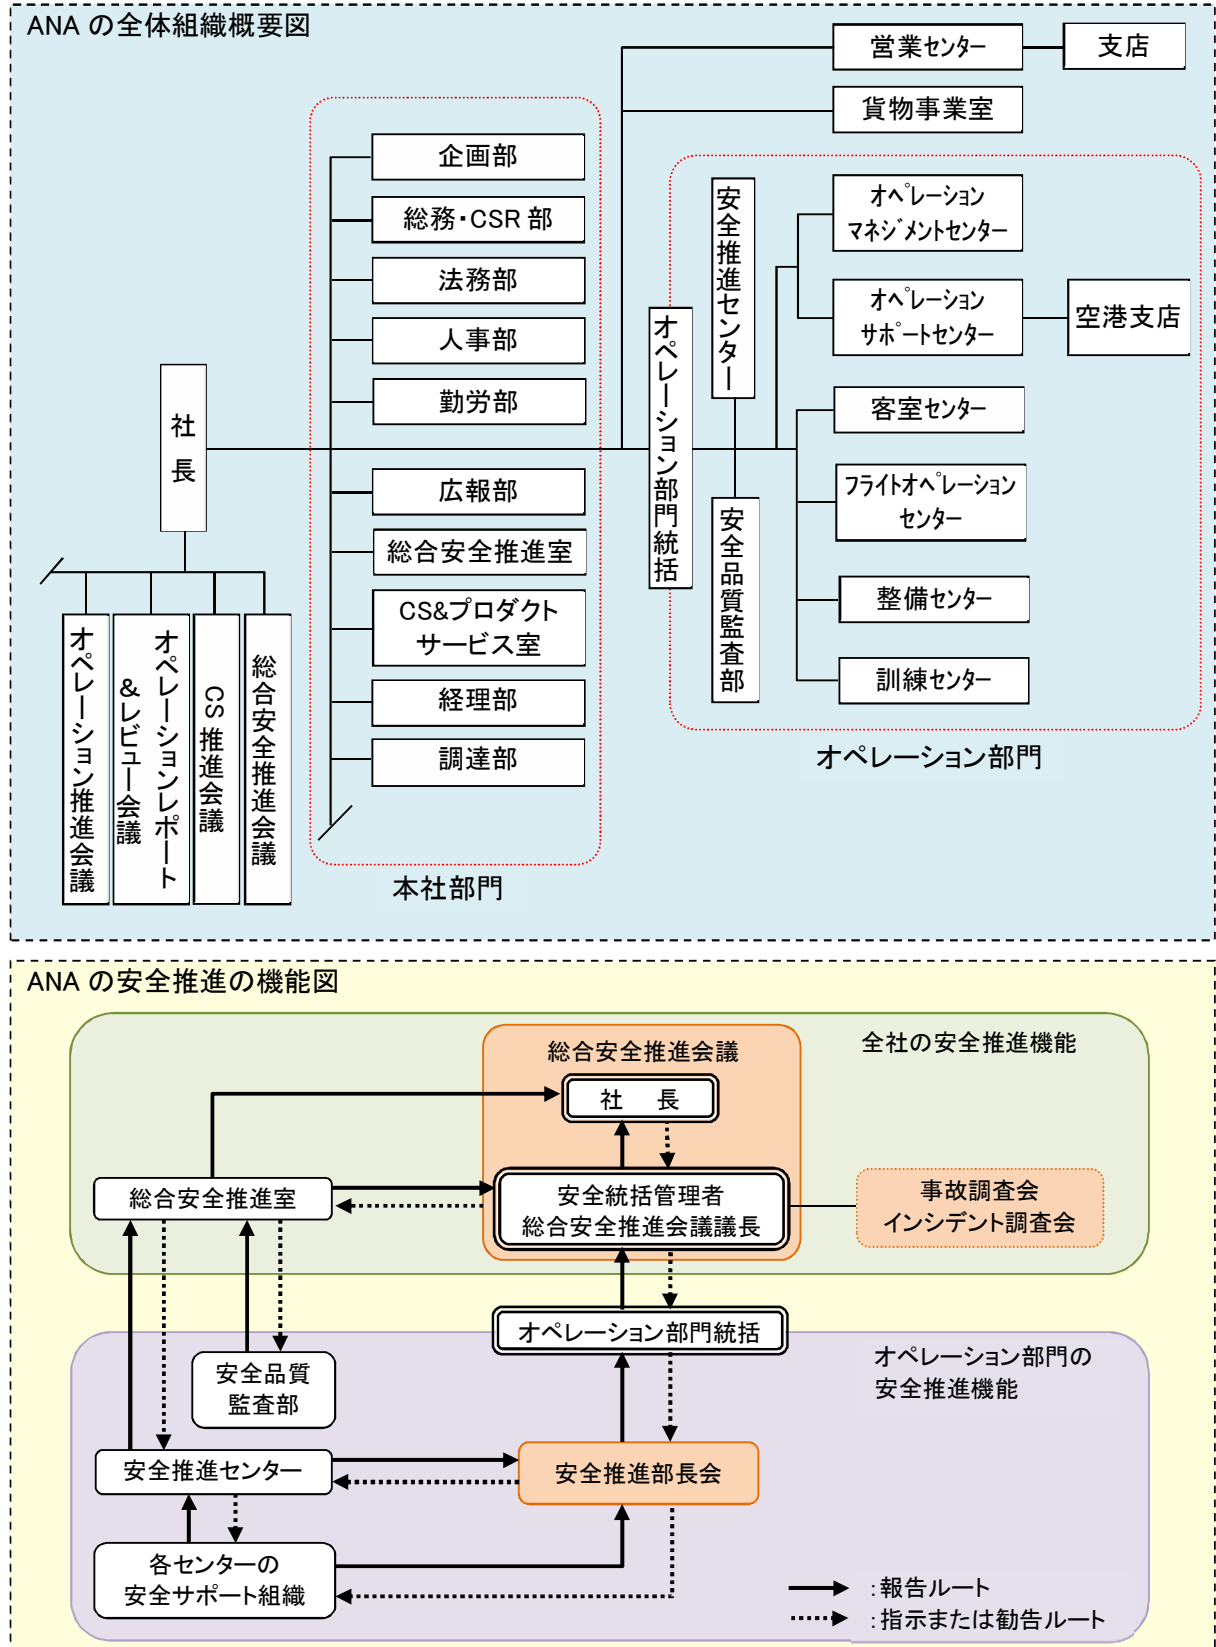 ANA の全体組織概要図
営業センター
支店
貨物事業室
企画部
総務・CSR 部
法務部
人事部
勤労部
広報部
総合安全推進室
CS&プロダクト
サービス室
経理部
調達部
本社部門
社長
オペレーション推進会議
オペレーションレポート
&レビュー会議
CS 推進会議
総合安全推進会議
オペレーション部門統括
安全推進センター
安全品質監査部
オペレーション
マネジメントセンター
オペレーション
サポートセンター
空港支店
客室センター
フライトオペレーション
センター
整備センター
訓練センター
オペレーション部門
ANA の安全推進の機能図
全社の安全推進機能
総合安全推進会議
社 長
総合安全推進室
安全統括管理者
総合安全推進会議議長
事故調査会
インシデント調査会
オペレーション部門統括
オペレーション部門の
安全推進機能
安全品質
監査部
安全推進センター
安全推進部長会
各センターの
安全サポート組織
:報告ルート
:指示または勧告ルート